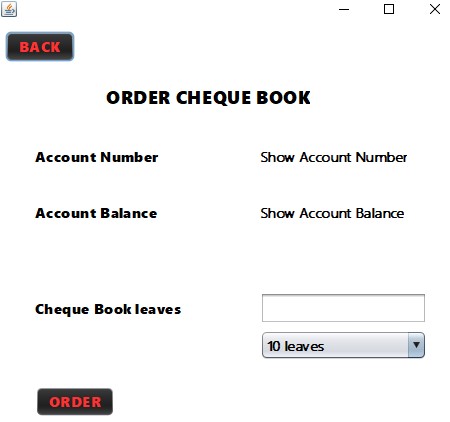 BACK
ORDER CHEQUE BOOK
Account Number Show Account Number
Account Balance Show Account Balance
Cheque Book leaves
10 leaves
ORDER